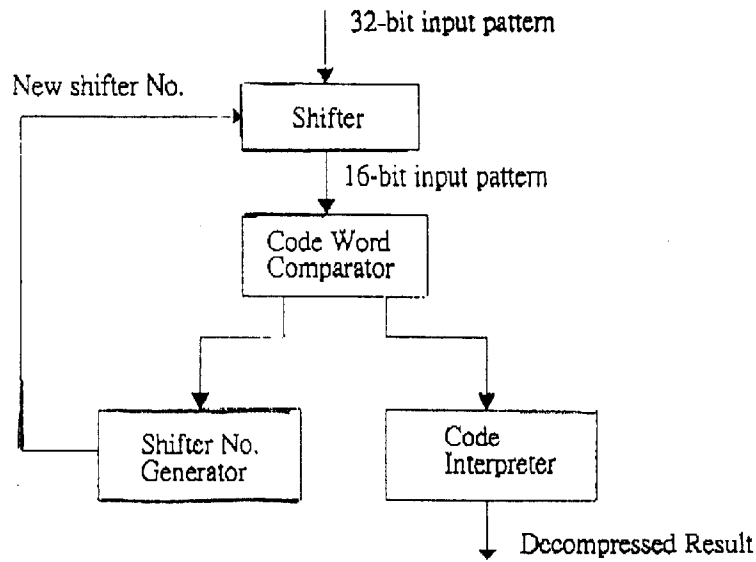 32-bit input pattern
New shifter No.
Shifter
16-bit input pattern
Code Word
Comparator
Shifter No.
Generator
Code
Interpreter
Decompressed Result